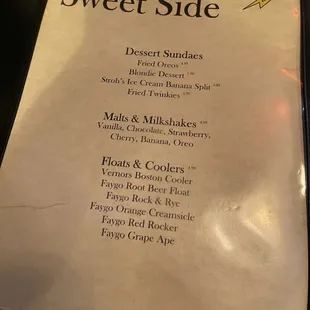 Sweet Side
Dessert Sundaes
Fried Oreos
Blondie Dessert
Stroh's Ice Cream Banana Split
Fried Twinkies
Malts & Milkshakes
Vanilla, Chocolate, Strawberry,
Cherry, Banana, Oreo
Floats & Coolers
Vernors Boston Cooler
Faygo Root Beer Float
Faygo Rock & Rye
Faygo Orange Creamsicle
Faygo Red Rocker
Faygo Grape Ape